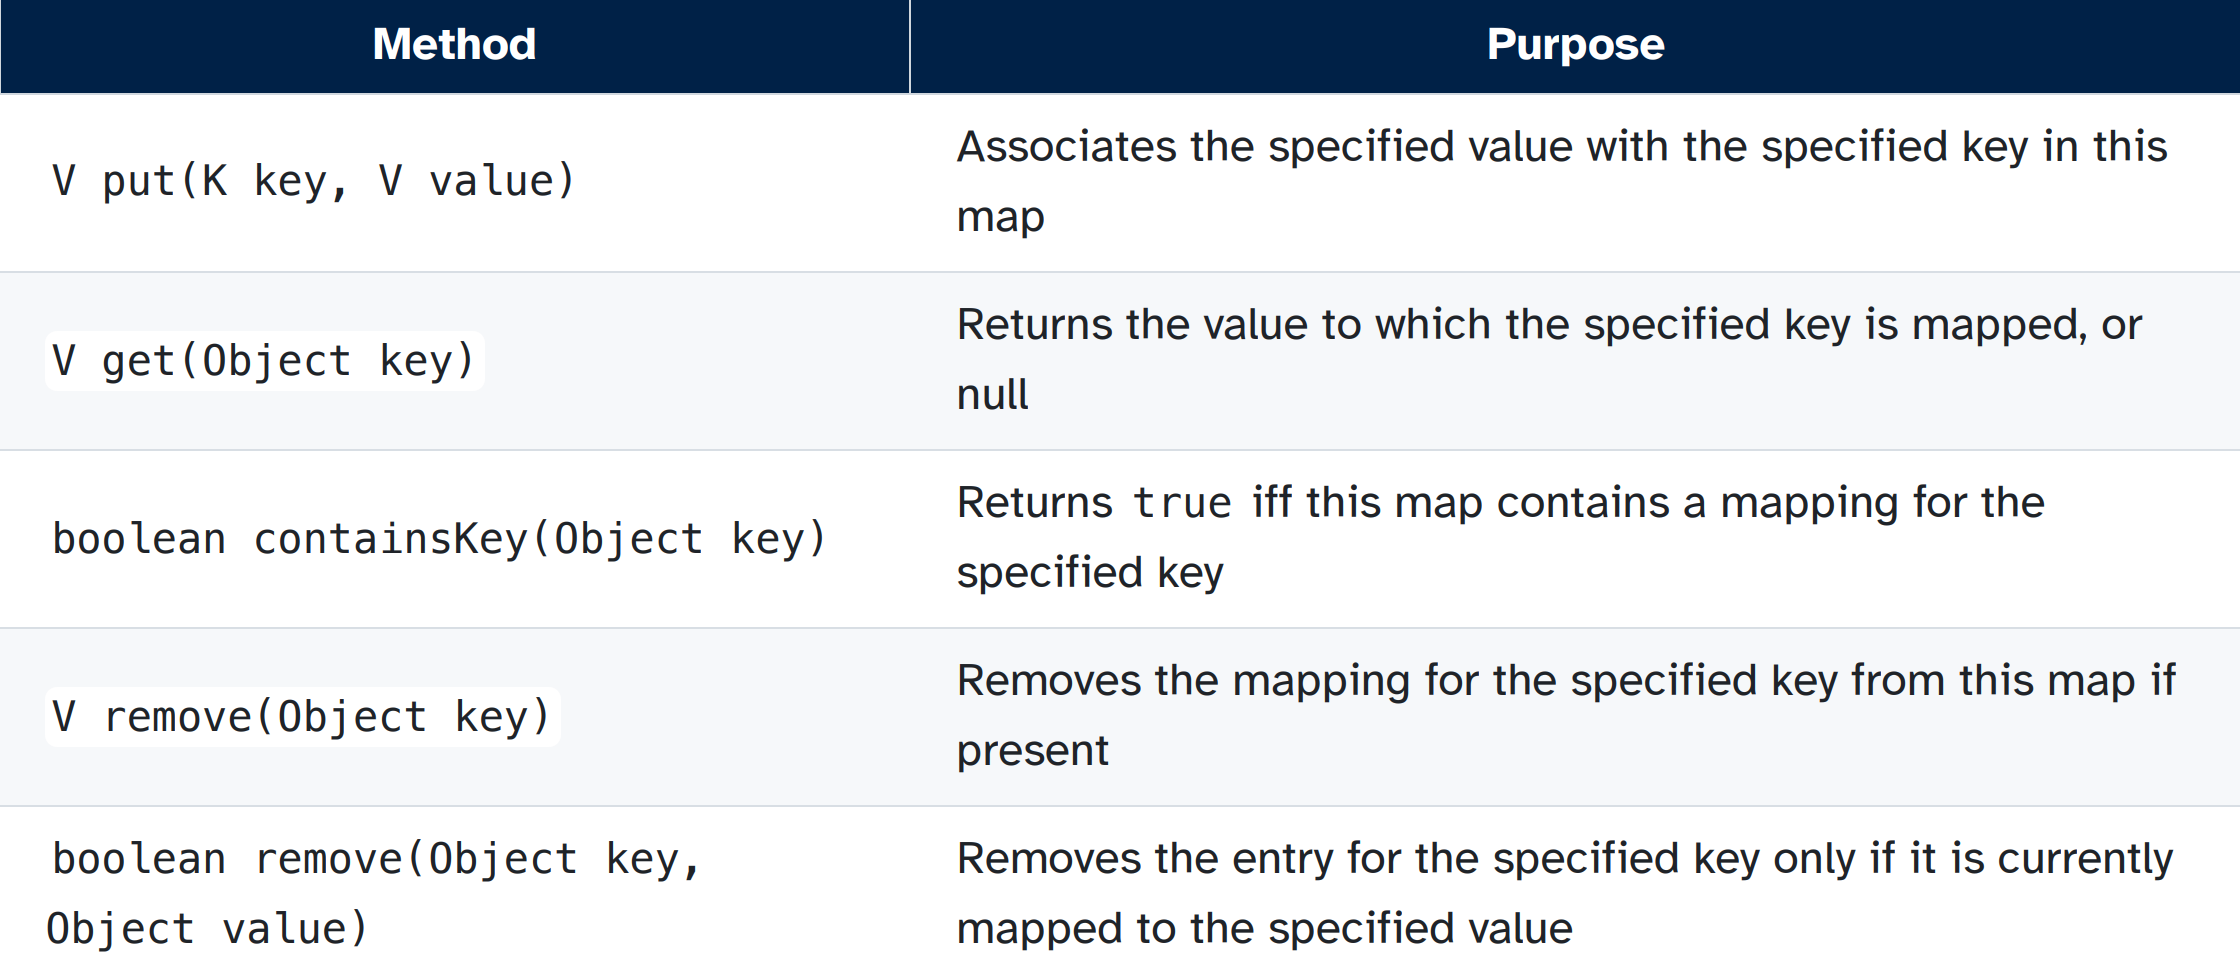 Method
Purpose
V put(K key, V value)
Associates the specified value with the specified key in this
map
V get(Object key)
Returns the value to which the specified key is mapped, or
null
boolean containsKey(Object key)
Returns true iff this map contains a mapping for the
specified key
V remove(Object key)
Removes the mapping for the specified key from this map if
present
boolean remove(Object key,
Object value)
Removes the entry for the specified key only if it is currently
mapped to the specified value